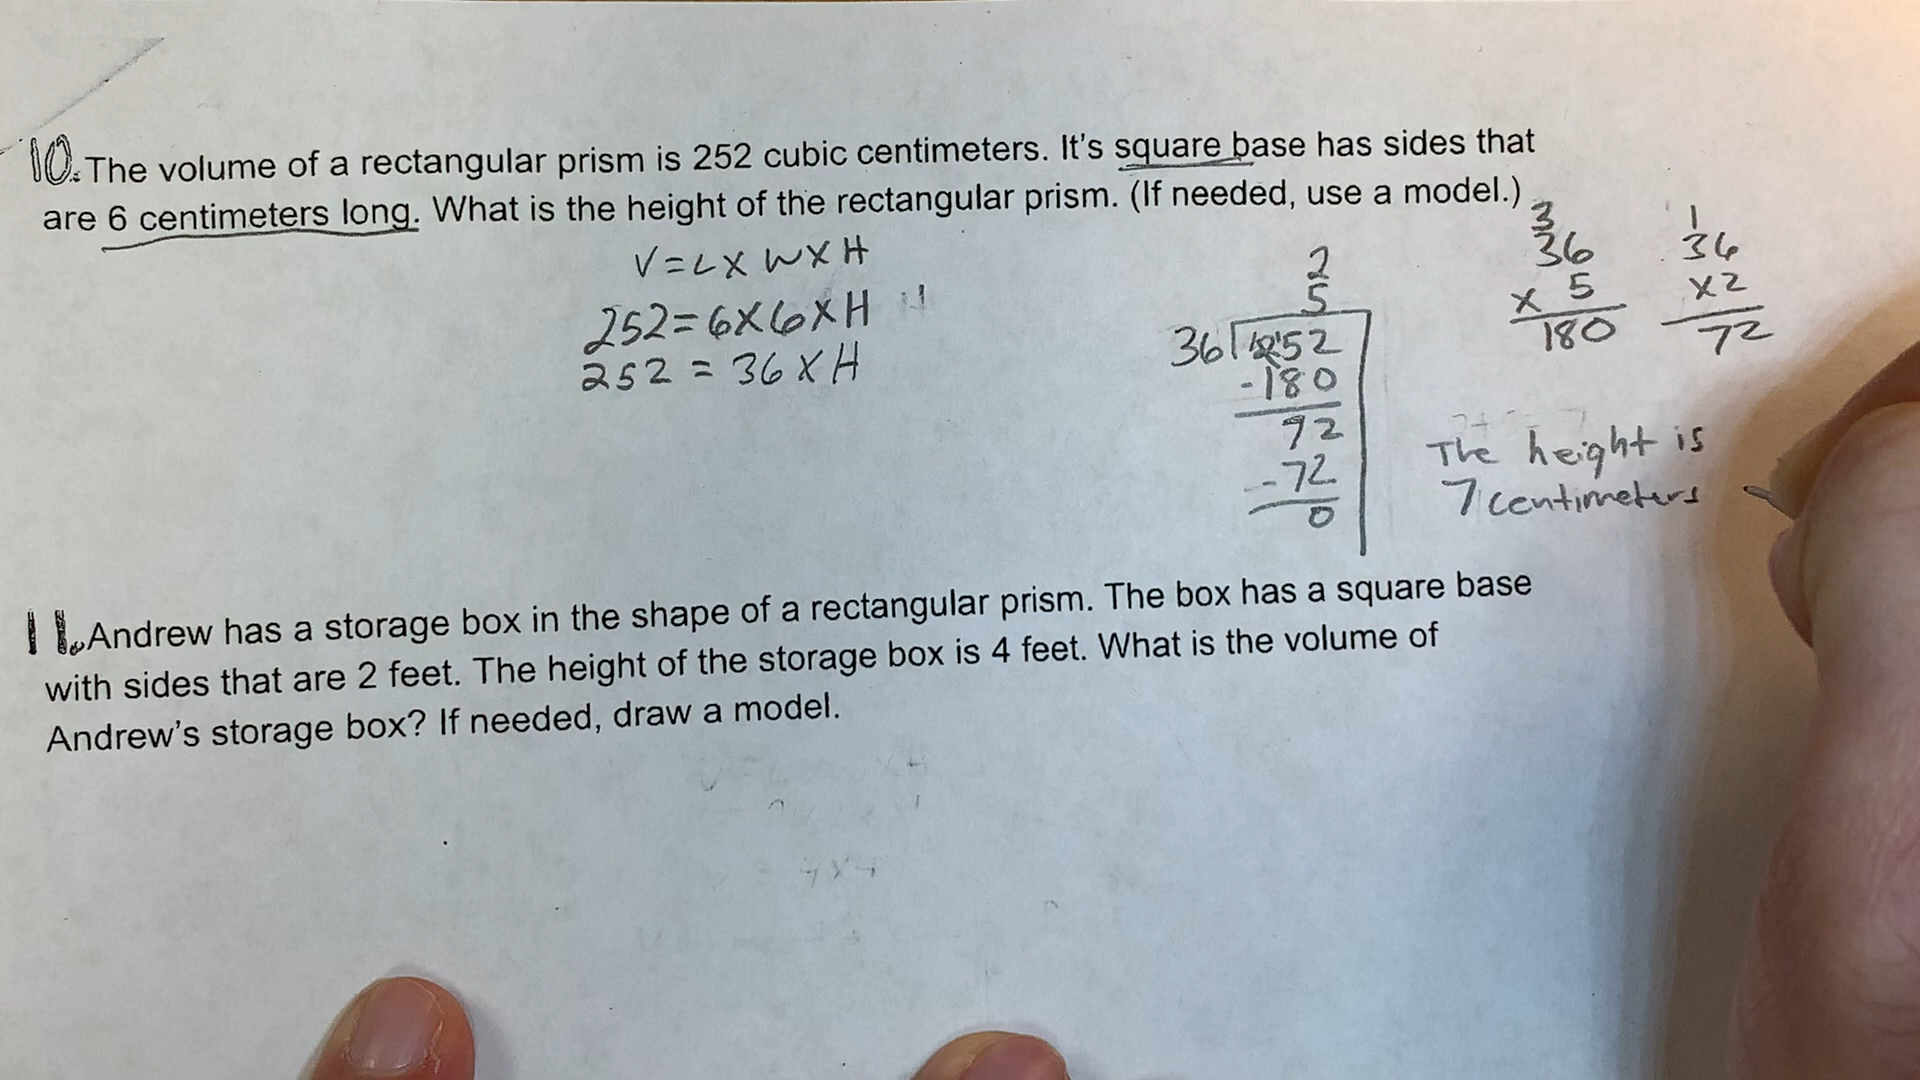 10. The volume of a rectangular prism is 252 cubic centimeters. It's square base has sides that
are 6 centimeters long. What is the height of the rectangular prism. (If needed, use a model.)
V=LXWXH
252=6X6XH
252=36XH
2
5
36 252
-180
72
-72
0
3
36
x 5
180
1
36
x2
72
The height is
7 centimeters
11. Andrew has a storage box in the shape of a rectangular prism. The box has a square base
with sides that are 2 feet. The height of the storage box is 4 feet. What is the volume of
Andrew's storage box? If needed, draw a model.